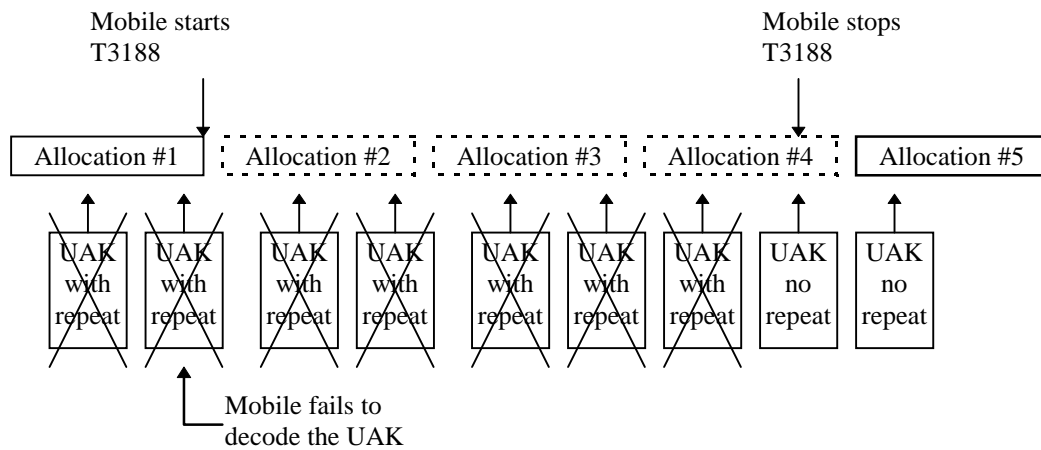 Mobile starts
T3188
Mobile stops
T3188
Allocation #1
Allocation #2
Allocation #3
Allocation #4
Allocation #5
UAK
with
repeat
UAK
with
repeat
UAK
with
repeat
UAK
with
repeat
UAK
with
repeat
UAK
with
repeat
UAK
with
repeat
UAK
no
repeat
UAK
no
repeat
Mobile fails to
decode the UAK